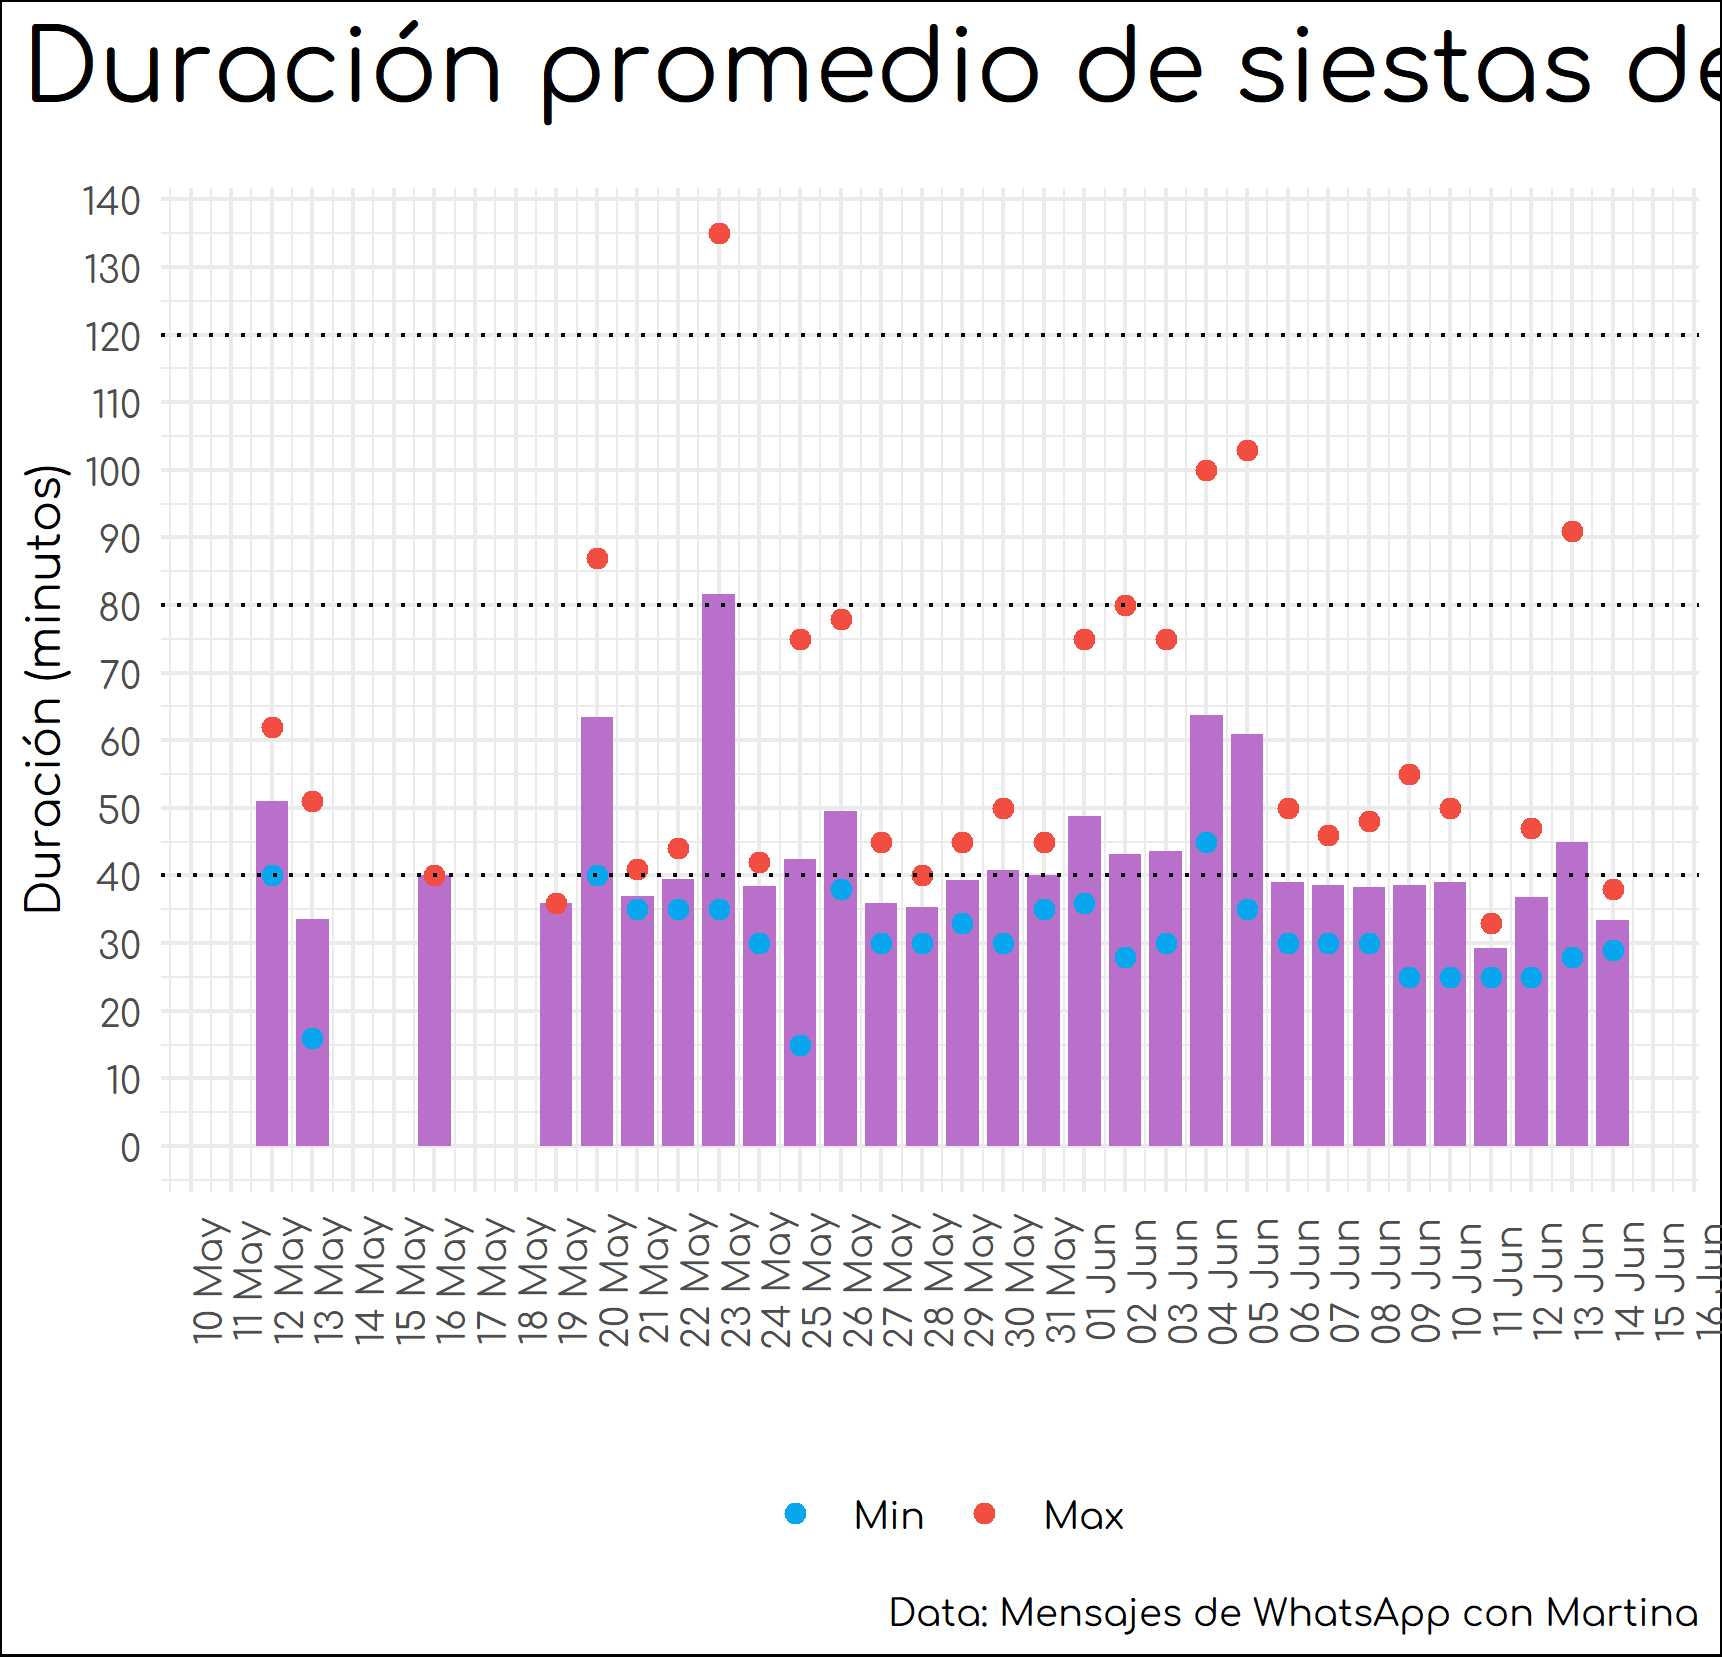 Duración promedio de siestas de
Duración (minutos)
140
130
120
110
100
90
80
70
60
50
40
30
20
10
0
10 May
11 May
12 May
13 May
14 May
15 May
16 May
17 May
18 May
19 May
20 May
21 May
22 May
23 May
24 May
25 May
26 May
27 May
28 May
29 May
30 May
31 May
01 Jun
02 Jun
03 Jun
04 Jun
05 Jun
06 Jun
07 Jun
08 Jun
09 Jun
10 Jun
11 Jun
12 Jun
13 Jun
14 Jun
15 Jun
16 Jun
Min Max
Data: Mensajes de WhatsApp con Martina